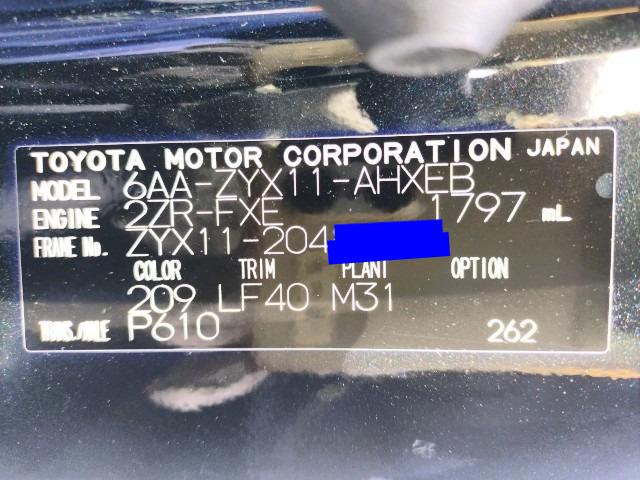 TOYOTA MOTOR CORPORATION JAPAN
MODEL 6AA-ZYX11-AHXEB
ENGINE 2ZR-FXE 1797 mL
FRAME No. ZYX11-204
COLOR TRIM PLANT OPTION
209 LF40 M31
TRANS./AXLE P610 262